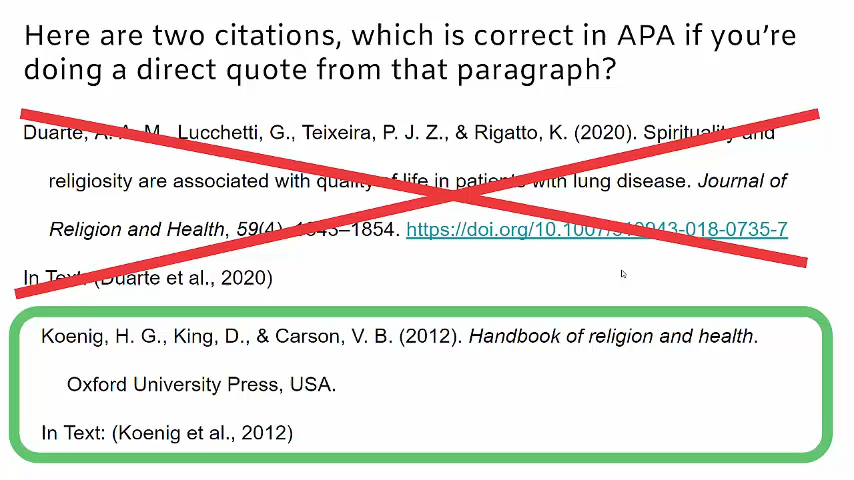 Here are two citations, which is correct in APA if you're
doing a direct quote from that paragraph?
Duarte, A. A. M., Lucchetti, G., Teixeira, P. J. Z., & Rigatto, K. (2020). Spirituality and
religiosity are associated with quality of life in patients with lung disease. Journal of
Religion and Health, 59(4), 1843–1854. https://doi.org/10.1007/s10943-018-0735-7
In Text: (Duarte et al., 2020)
Koenig, H. G., King, D., & Carson, V. B. (2012). Handbook of religion and health.
Oxford University Press, USA.
In Text: (Koenig et al., 2012)